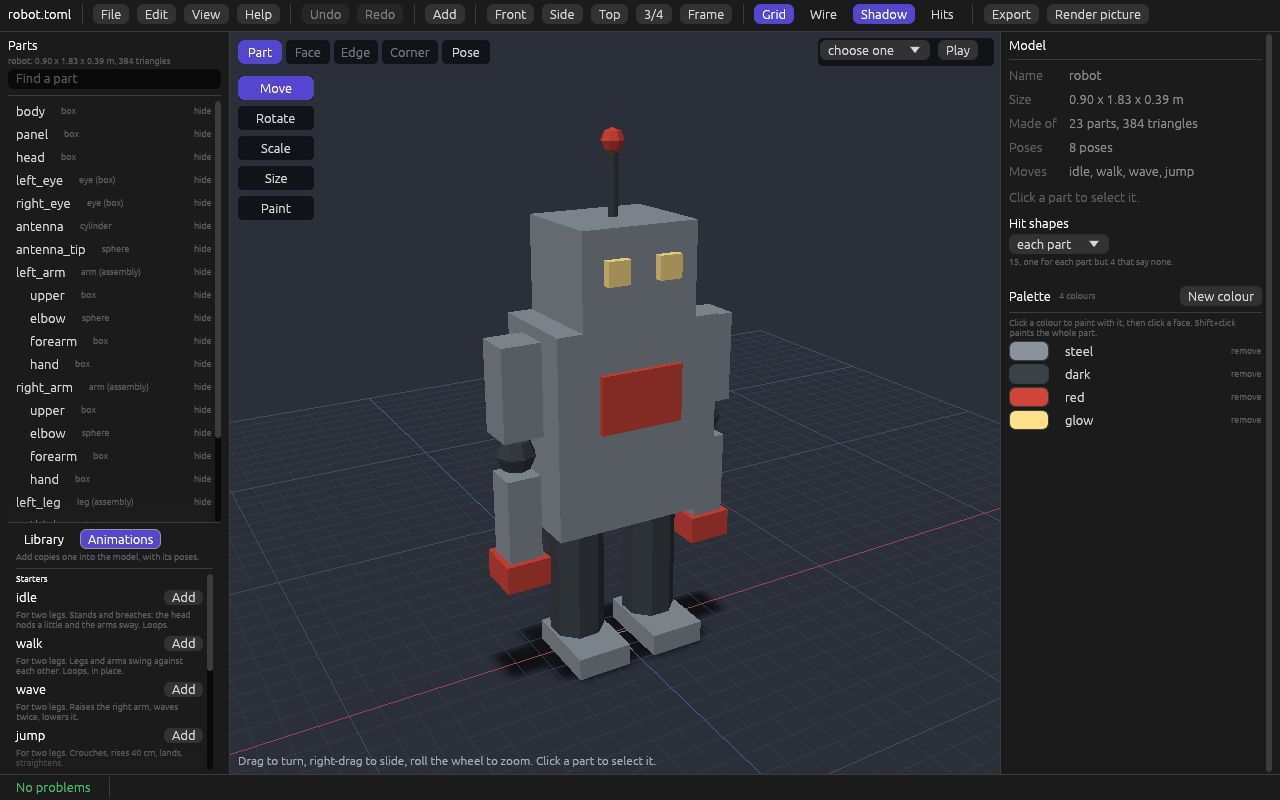 robot.toml File Edit View Help Undo Redo Add Front Side Top 3/4 Frame Grid Wire Shadow Hits Export Render picture
Parts
robot: 0.90 x 1.83 x 0.39 m, 384 triangles
Find a part
body box hide
panel box hide
head box hide
left_eye eye (box) hide
right_eye eye (box) hide
antenna cylinder hide
antenna_tip sphere hide
left_arm arm (assembly) hide
upper box hide
elbow sphere hide
forearm box hide
hand box hide
right_arm arm (assembly) hide
upper box hide
elbow sphere hide
forearm box hide
hand box hide
left_leg leg (assembly) hide
Library Animations
Add copies one into the model, with its poses.
Starters
idle Add
For two legs. Stands and breathes: the head
nods a little and the arms sway. Loops.
walk Add
For two legs. Legs and arms swing against
each other. Loops, in place.
wave Add
For two legs. Raises the right arm, waves
twice, lowers it.
jump Add
For two legs. Crouches, rises 40 cm, lands,
straightens.
Part Face Edge Corner Pose
choose one Play
Move
Rotate
Scale
Size
Paint
Drag to turn, right-drag to slide, roll the wheel to zoom. Click a part to select it.
Model
Name robot
Size 0.90 x 1.83 x 0.39 m
Made of 23 parts, 384 triangles
Poses 8 poses
Moves idle, walk, wave, jump
Click a part to select it.
Hit shapes
each part
15, one for each part but 4 that say none.
Palette 4 colours New colour
Click a colour to paint with it, then click a face. Shift+click
paints the whole part.
steel remove
dark remove
red remove
glow remove
No problems